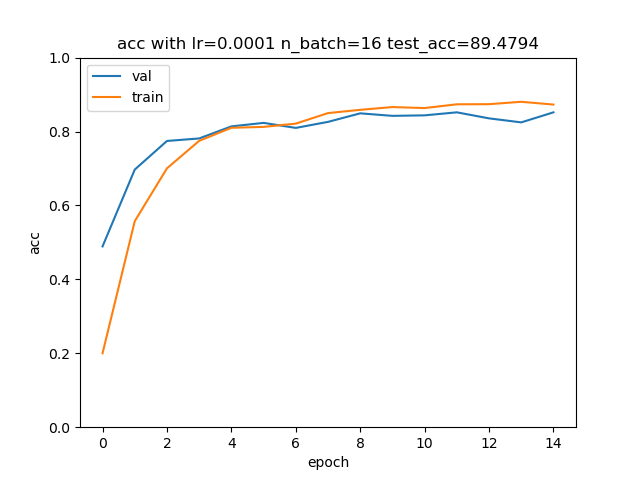 acc with lr=0.0001 n_batch=16 test_acc=89.4794
1.0
val
train
0.8
0.6
acc
0.4
0.2
0.0
0 2 4 6 8 10 12 14
epoch